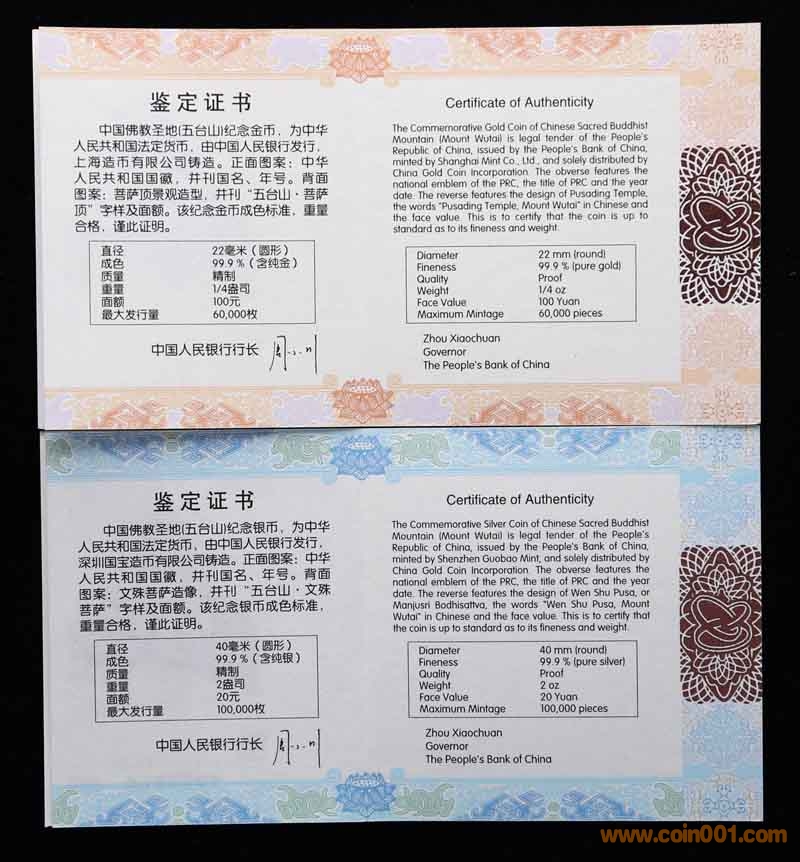 鉴定证书
中国佛教圣地(五台山)纪念金币，为中华
人民共和国法定货币，由中国人民银行发行，
上海造币有限公司铸造。正面图案：中华
人民共和国国徽，并刊国名、年号。背面
图案：菩萨顶景观造型，并刊“五台山·菩萨
顶”字样及面额。该纪念金币成色标准，重量
合格，谨此证明。
直径 22毫米（圆形）
成色 99.9％（含纯金）
质量 精制
重量 1/4盎司
面额 100元
最大发行量 60,000枚
中国人民银行行长
Certificate of Authenticity
The Commemorative Gold Coin of Chinese Sacred Buddhist
Mountain (Mount Wutai) is legal tender of the People's
Republic of China, issued by the People's Bank of China,
minted by Shanghai Mint Co., Ltd., and solely distributed by
China Gold Coin Incorporation. The obverse features the
national emblem of the PRC, the title of PRC and the year
date. The reverse features the design of Pusading Temple,
the words "Pusading Temple, Mount Wutai" in Chinese and
the face value. This is to certify that the coin is up to
standard as to its fineness and weight.
Diameter 22 mm (round)
Fineness 99.9 % (pure gold)
Quality Proof
Weight 1/4 oz
Face Value 100 Yuan
Maximum Mintage 60,000 pieces
Zhou Xiaochuan
Governor
The People's Bank of China
鉴定证书
中国佛教圣地(五台山)纪念银币，为中华
人民共和国法定货币，由中国人民银行发行，
深圳国宝造币有限公司铸造。正面图案：中华
人民共和国国徽，并刊国名、年号。背面
图案：文殊菩萨造像，并刊“五台山·文殊
菩萨”字样及面额。该纪念银币成色标准，
重量合格，谨此证明。
直径 40毫米（圆形）
成色 99.9％（含纯银）
质量 精制
重量 2盎司
面额 20元
最大发行量 100,000枚
中国人民银行行长
Certificate of Authenticity
The Commemorative Silver Coin of Chinese Sacred Buddhist
Mountain (Mount Wutai) is legal tender of the People's
Republic of China, issued by the People's Bank of China,
minted by Shenzhen Guobao Mint, and solely distributed by
China Gold Coin Incorporation. The obverse features the
national emblem of the PRC, the title of PRC and the year
date. The reverse features the design of Wen Shu Pusa, or
Manjusri Bodhisattva, the words "Wen Shu Pusa, Mount
Wutai" in Chinese and the face value. This is to certify that
the coin is up to standard as to its fineness and weight.
Diameter 40 mm (round)
Fineness 99.9 % (pure silver)
Quality Proof
Weight 2 oz
Face Value 20 Yuan
Maximum Mintage 100,000 pieces
Zhou Xiaochuan
Governor
The People's Bank of China
www.coin001.com